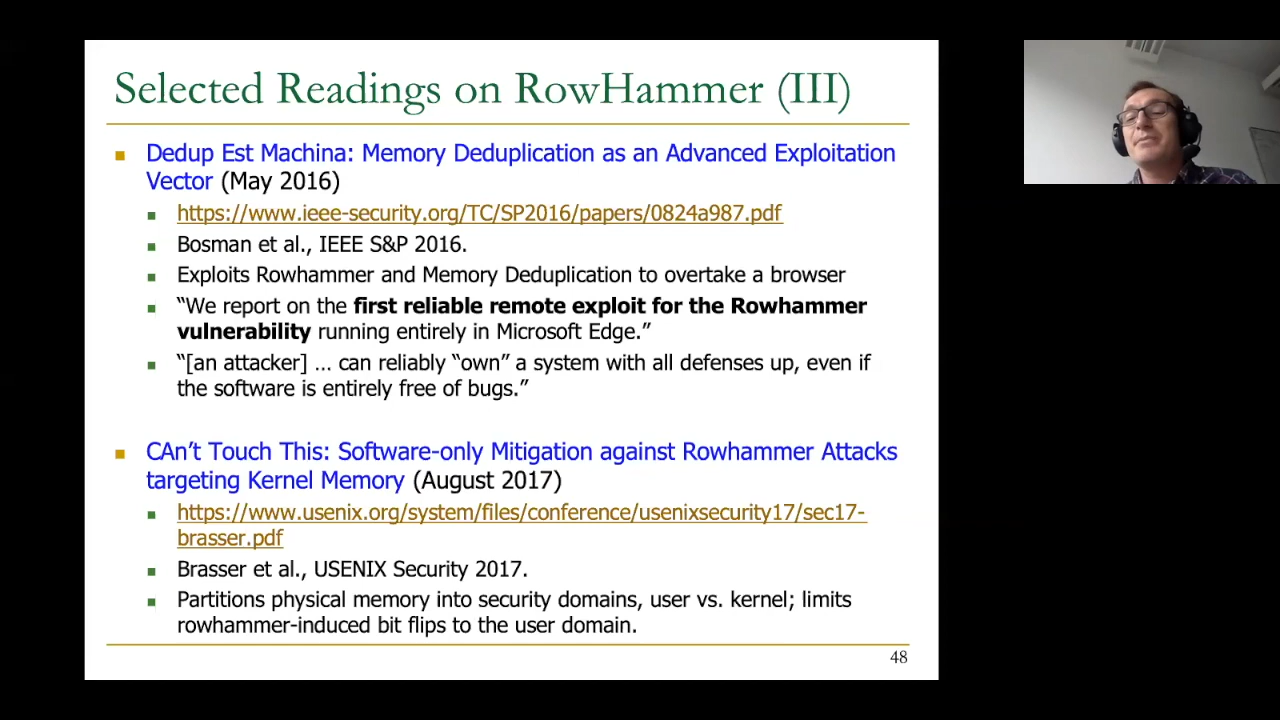 Selected Readings on RowHammer (III)
Dedup Est Machina: Memory Deduplication as an Advanced Exploitation
Vector (May 2016)
https://www.ieee-security.org/TC/SP2016/papers/0824a987.pdf
Bosman et al., IEEE S&P 2016.
Exploits Rowhammer and Memory Deduplication to overtake a browser
“We report on the first reliable remote exploit for the Rowhammer
vulnerability running entirely in Microsoft Edge.”
“[an attacker] … can reliably “own” a system with all defenses up, even if
the software is entirely free of bugs.”
CAn’t Touch This: Software-only Mitigation against Rowhammer Attacks
targeting Kernel Memory (August 2017)
https://www.usenix.org/system/files/conference/usenixsecurity17/sec17-
brasser.pdf
Brasser et al., USENIX Security 2017.
Partitions physical memory into security domains, user vs. kernel; limits
rowhammer-induced bit flips to the user domain.
48